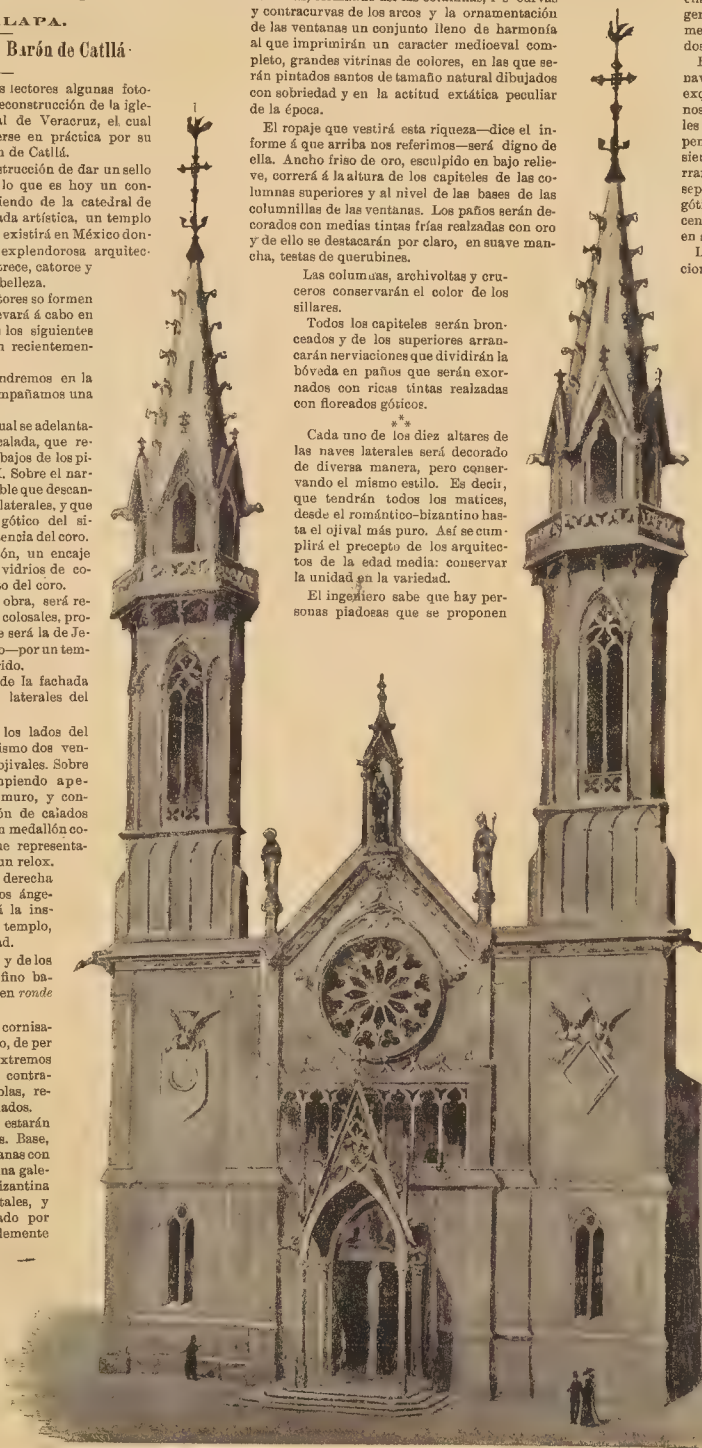 LAPA.
Barón de Catllá
s lectores algunas foto-
econstrucción de la igle-
al de Veracruz, el cual
erse en práctica por su
n de Catllá.
strucción de dar un sello
lo que es hoy un con-
iendo de la catedral de
ada artística, un templo
existirá en México don-
explendorosa arquitec-
trece, catorce y
belleza.
tores so formen
evará á cabo en
los siguientes
n recientemen-
ndremos en la
mpañamos una
ual se adelanta-
calada, que re-
bajos de los pi-
. Sobre el nar-
ble que descan-
laterales, y que
gótico del si-
encia del coro.
ón, un encaje
vidrios de co-
o del coro.
obra, será re-
colosales, pro-
e será la de Je-
o—por un tem-
rido.
de la fachada
laterales del
los lados del
ismo dos ven-
ojivales. Sobre
mpiendo ape-
muro, y con-
ón de calados
n medallón co-
ne representa-
un relox.
derecha
os ánge-
á la ins-
templo,
ad.
y de los
fino ba-
en ronde
cornisa-
o, de per
extremos
contra-
olas, re-
ados.
estarán
s. Base,
anas con
na gale-
izantina
tales, y
ado por
lemente
y contracurvas de los arcos y la ornamentación
de las ventanas un conjunto lleno de harmonía
al que imprimirán un caracter medioeval com-
pleto, grandes vitrinas de colores, en las que se-
rán pintados santos de tamaño natural dibujados
con sobriedad y en la actitud extática peculiar
de la época.
El ropaje que vestirá esta riqueza—dice el in-
forme á que arriba nos referimos—será digno de
ella. Ancho friso de oro, esculpido en bajo relie-
ve, correrá á la altura de los capiteles de las co-
lumnas superiores y al nivel de las bases de las
columnillas de las ventanas. Los paños serán de-
corados con medias tintas frías realzadas con oro
y de ello se destacarán por claro, en suave man-
cha, testas de querubines.
Las columnas, archivoltas y cru-
ceros conservarán el color de los
sillares.
Todos los capiteles serán bron-
ceados y de los superiores arran-
carán nerviaciones que dividirán la
bóveda en paños que serán exor-
nados con ricas tintas realzadas
con floreados góticos.
***
Cada uno de los diez altares de
las naves laterales será decorado
de diversa manera, pero conser-
vando el mismo estilo. Es decir,
que tendrán todos los matices,
desde el romántico-bizantino has-
ta el ojival más puro. Así se cum-
plirá el precepto de los arquitec-
tos de la edad media: conservar
la unidad en la variedad.
El ingeniero sabe que hay per-
sonas piadosas que se proponen
gen
me
dos
nav
exq
nos
les
pen
sien
rran
sep
góti
cen
en s
L
cion